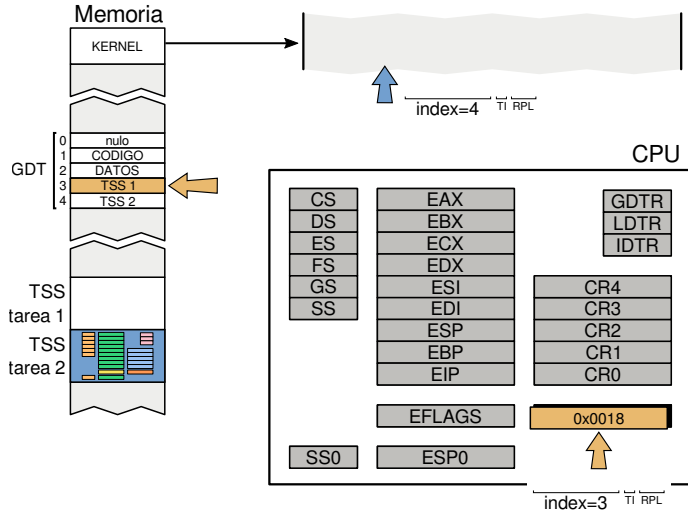 Memoria
KERNEL
index=4 TI RPL
GDT
0 nulo
1 CODIGO
2 DATOS
3 TSS 1
4 TSS 2
TSS
tarea 1
TSS
tarea 2
CPU
CS EAX GDTR
DS EBX LDTR
ES ECX IDTR
FS EDX
GS ESI CR4
SS EDI CR3
ESP CR2
EBP CR1
EIP CR0
EFLAGS 0x0018
SS0 ESP0
index=3 TI RPL